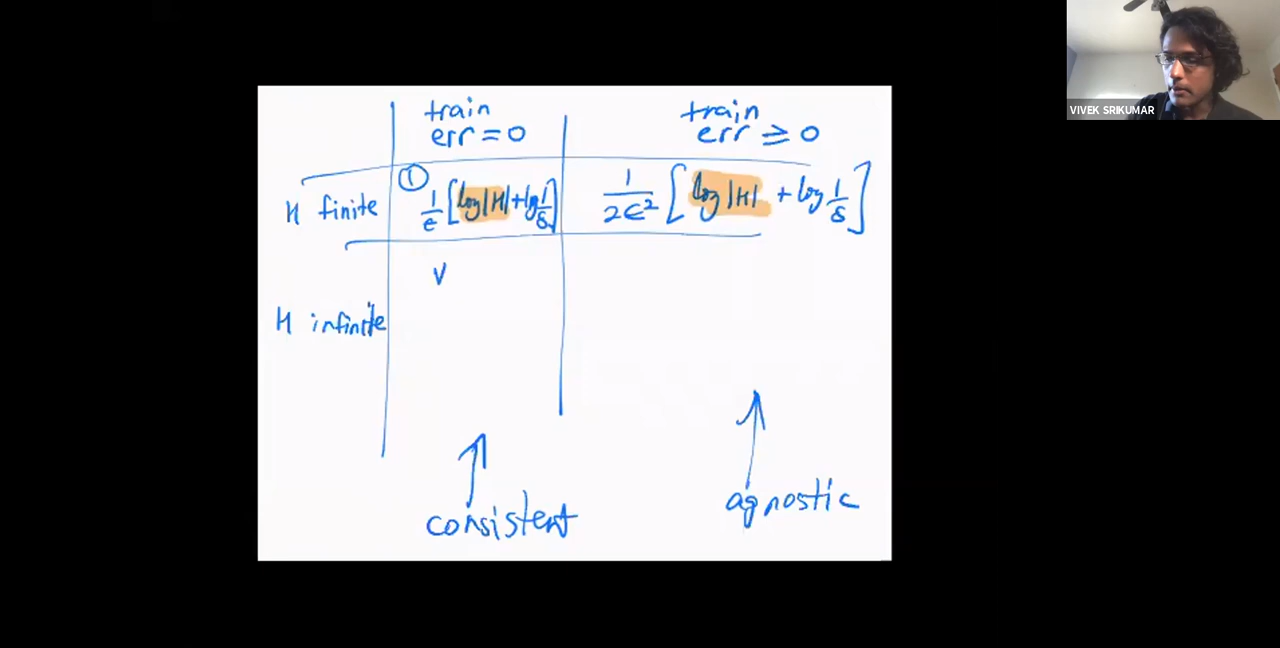 VIVEK SRIKUMAR
train train
err = 0 err ≥ 0
①
H finite 1/ϵ [log|H| + log 1/δ] 1/2ϵ² [log|H| + log 1/δ]
V
H infinite
consistent agnostic